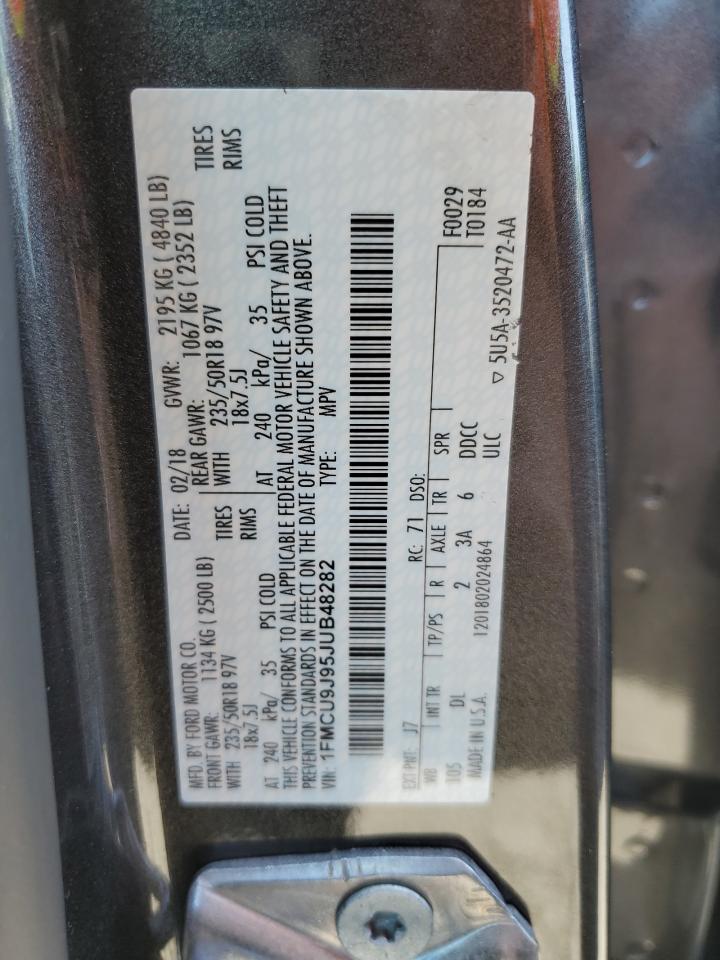 MFD. BY FORD MOTOR CO.
DATE: 02/18 GVWR: 2195 KG ( 4840 LB)
FRONT GAWR: 1134 KG ( 2500 LB) REAR GAWR: 1067 KG ( 2352 LB)
WITH 235/50R18 97V TIRES WITH 235/50R18 97V TIRES
18x7.5J RIMS 18x7.5J RIMS
AT 240 kPa/ 35 PSI COLD AT 240 kPa/ 35 PSI COLD
THIS VEHICLE CONFORMS TO ALL APPLICABLE FEDERAL MOTOR VEHICLE SAFETY AND THEFT
PREVENTION STANDARDS IN EFFECT ON THE DATE OF MANUFACTURE SHOWN ABOVE.
VIN: 1FMCU9J95JUB48282 TYPE: MPV
EXT PNT: J7 RC: 71 DSO: F0029
WB INT TR TP/PS R AXLE TR SPR T0184
105 DL 2 3A 6 DDCC
ULC
MADE IN U.S.A. 1201802024864
▽ 5U5A-3520472-AA